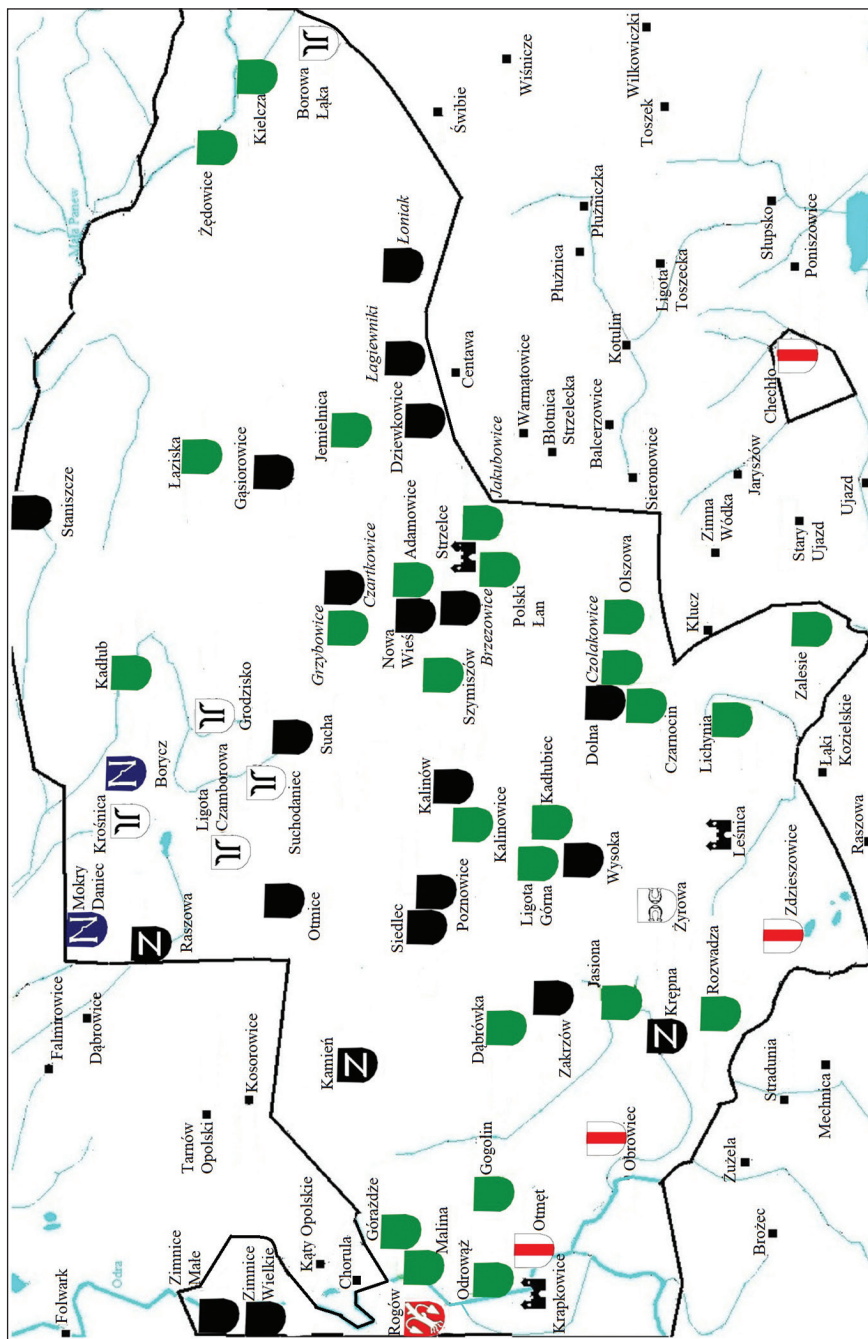 Folwark
Odra
Falmirowice
Dąbrowice
Mokry
Daniec
N
Krośnica
Borycz
N
Kadłub
Staniszcze
Mała Panew
Zimnice
Małe
Zimnice
Wielkie
Tarnów
Opolski
Kosorowice
Raszowa
Z
Ligota
Czamborowa
Grodzisko
Suchodaniec
Sucha
Otmice
Łaziska
Gąsiorowice
Żędowice
Kielcza
Borowa
Łąka
Kąty Opolskie
Chorula
Kamień
Z
Grzybowice
Czartkowice
Jemielnica
Łagiewniki
Łoniak
Rogów
Górażdże
Malina
Siedlec
Poznowice
Kalinów
Nowa
Wieś
Adamowice
Dziewkowice
Centawa
Świbie
Wiśnicze
Odrowąż
Gogolin
Dąbrówka
Kalinowice
Szymiszów
Brzezowice
Strzelce
Jakubowice
Polski
Łan
Krapkowice
Otmęt
Zakrzów
Ligota
Górna
Kadłubiec
Wysoka
Warmątowice
Błotnica
Strzelecka
Płużnica
Płużniczka
Obrowiec
Jasiona
Dolna
Czolakowice
Olszowa
Czarnocin
Balcerzowice
Sieronowice
Kotulin
Ligota
Toszecka
Toszek
Wilkowiczki
Krępna
Z
Żyrowa
Rozwadza
Leśnica
Lichynia
Klucz
Zimna
Wódka
Jaryszów
Żużela
Brożec
Stradunia
Mechnica
Zdzieszowice
Łąki
Kozielskie
Zalesie
Stary
Ujazd
Chechło
Słupsko
Poniszowice
Raszowa
Ujazd